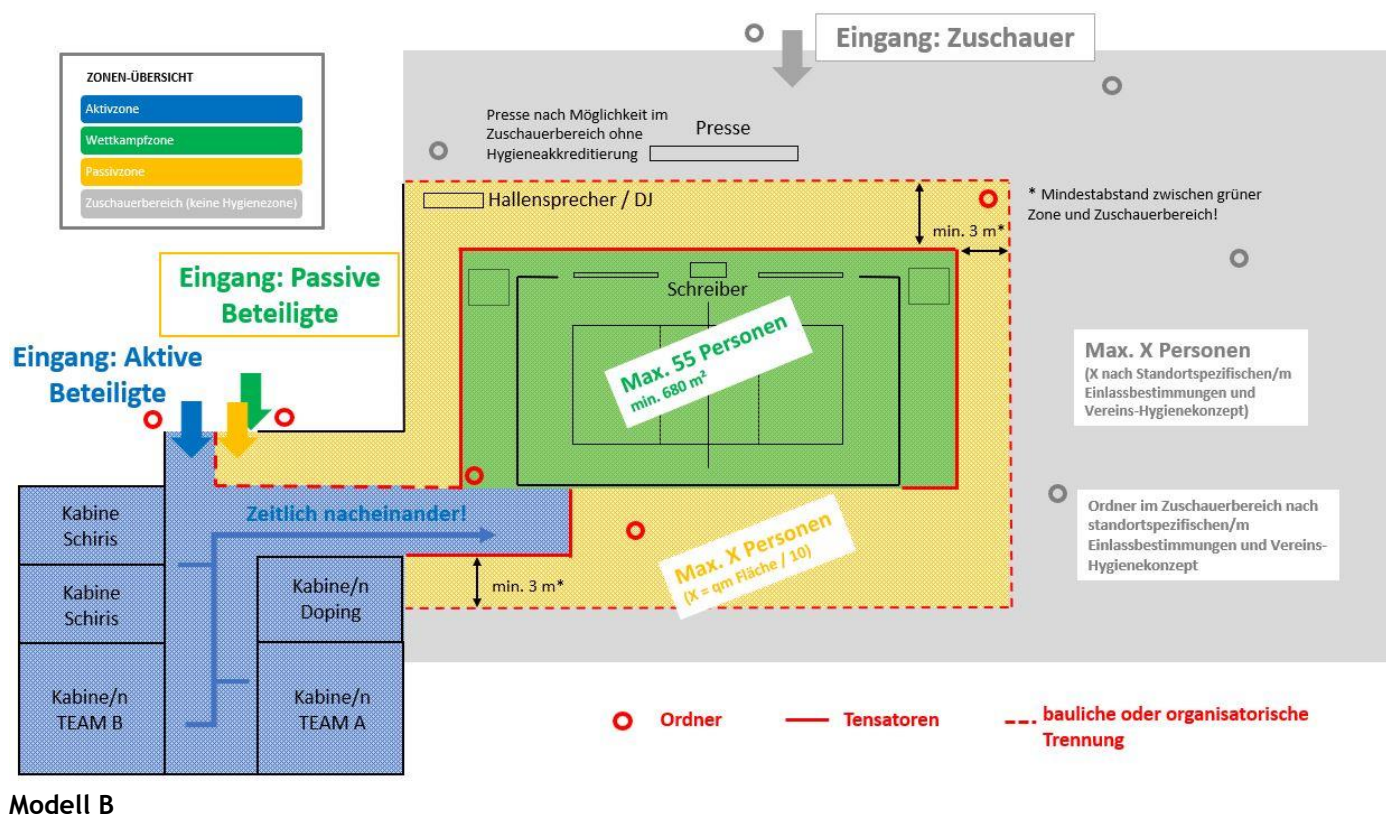 Eingang: Zuschauer
ZONEN-ÜBERSICHT
Aktivzone
Wettkampfzone
Passivzone
Zuschauerbereich (keine Hygienezone)
Presse nach Möglichkeit im
Zuschauerbereich ohne
Hygieneakkreditierung
Presse
Hallensprecher / DJ
min. 3 m*
* Mindestabstand zwischen grüner
Zone und Zuschauerbereich!
Eingang: Passive
Beteiligte
Schreiber
Max. 55 Personen
min. 680 m²
Eingang: Aktive
Beteiligte
Max. X Personen
(X nach Standortspezifischen/m
Einlassbestimmungen und
Vereins-Hygienekonzept)
Kabine
Schiris
Zeitlich nacheinander!
Ordner im Zuschauerbereich nach
standortspezifischen/m
Einlassbestimmungen und Vereins-
Hygienekonzept
Max. X Personen
(X = qm Fläche / 10)
Kabine
Schiris
Kabine/n
Doping
min. 3 m*
Kabine/n
TEAM B
Kabine/n
TEAM A
Ordner
Tensatoren
bauliche oder organisatorische
Trennung
Modell B